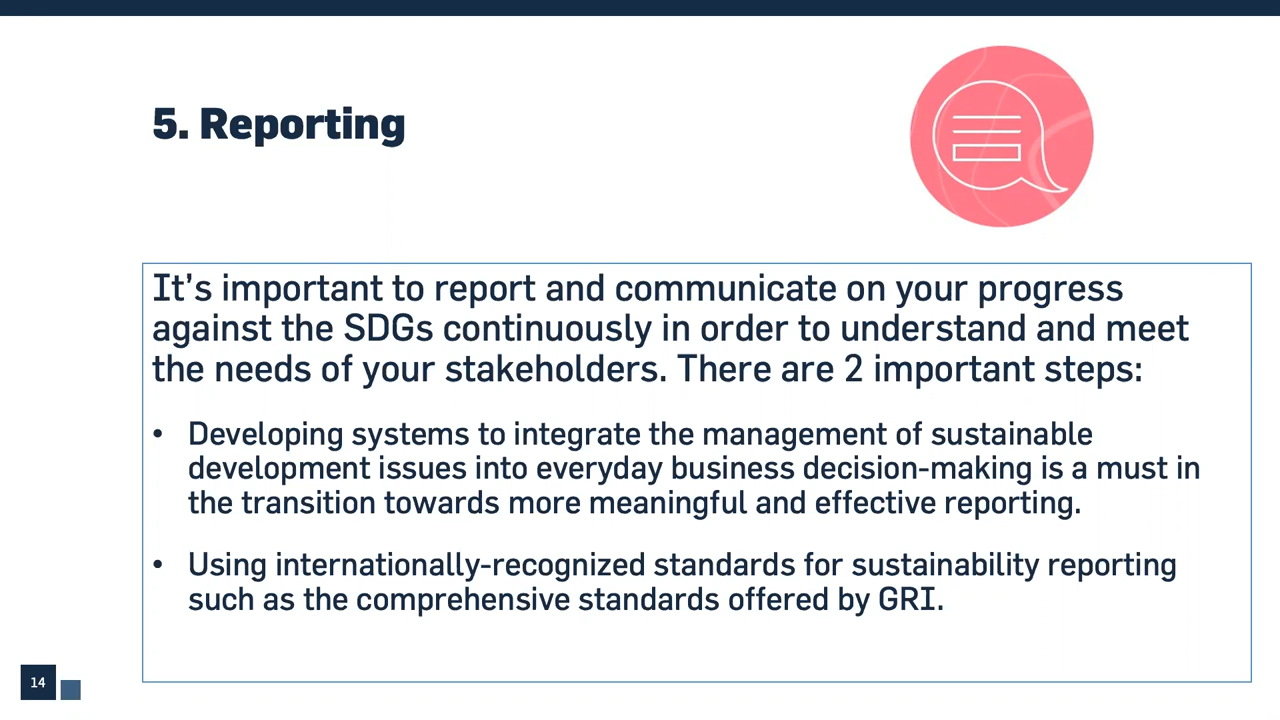 5. Reporting
It's important to report and communicate on your progress
against the SDGs continuously in order to understand and meet
the needs of your stakeholders. There are 2 important steps:
• Developing systems to integrate the management of sustainable
development issues into everyday business decision-making is a must in
the transition towards more meaningful and effective reporting.
• Using internationally-recognized standards for sustainability reporting
such as the comprehensive standards offered by GRI.
14